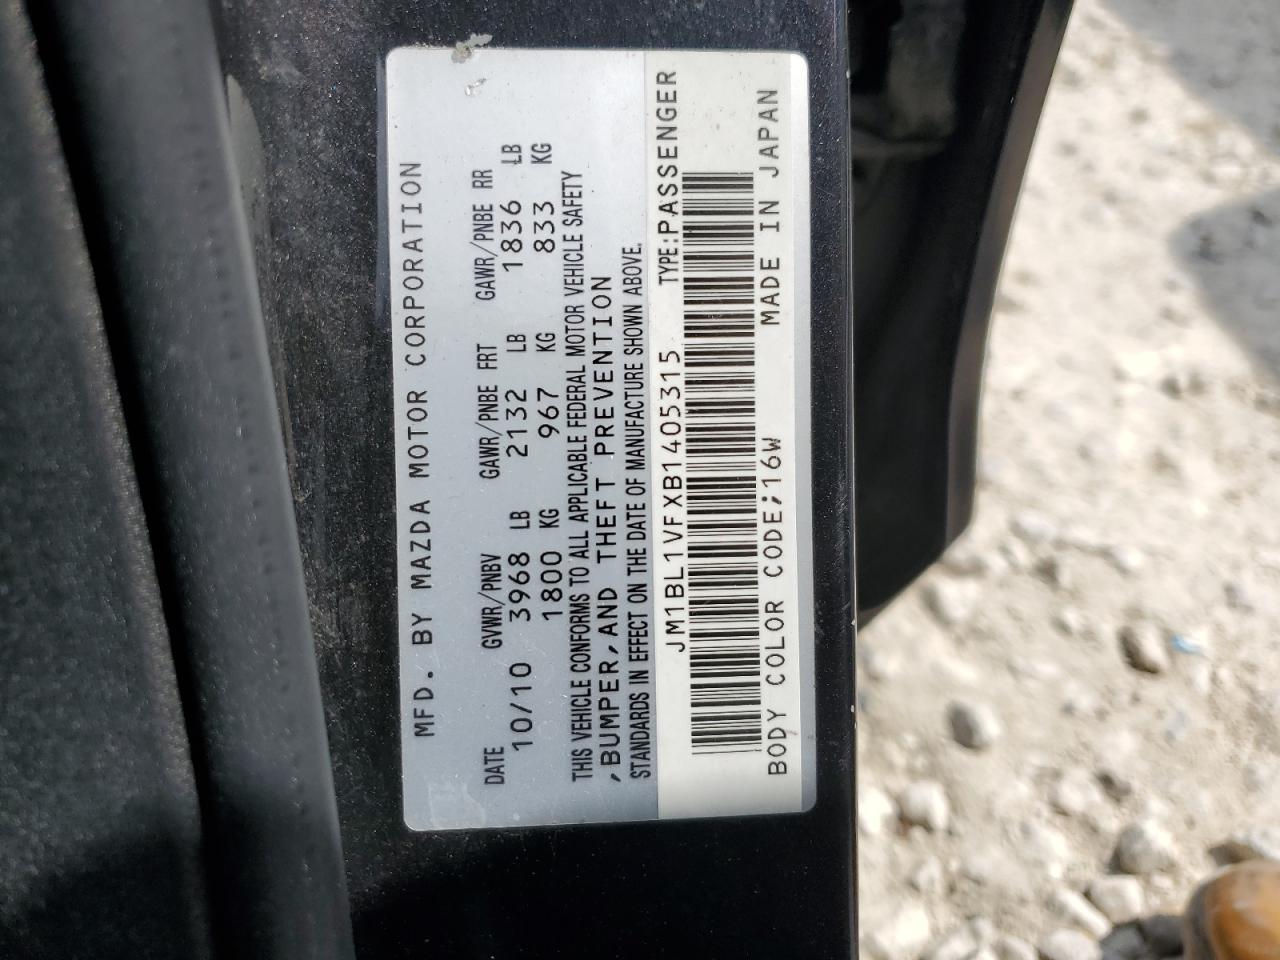 MFD. BY MAZDA MOTOR CORPORATION
DATE GVWR/PNBV GAWR/PNBE FRT GAWR/PNBE RR
10/10 3968 LB 2132 LB 1836 LB
1800 KG 967 KG 833 KG
THIS VEHICLE CONFORMS TO ALL APPLICABLE FEDERAL MOTOR VEHICLE SAFETY
,BUMPER,AND THEFT PREVENTION
STANDARDS IN EFFECT ON THE DATE OF MANUFACTURE SHOWN ABOVE.
JM1BL1VFXB1405315 TYPE:PASSENGER
BODY COLOR CODE;16W MADE IN JAPAN